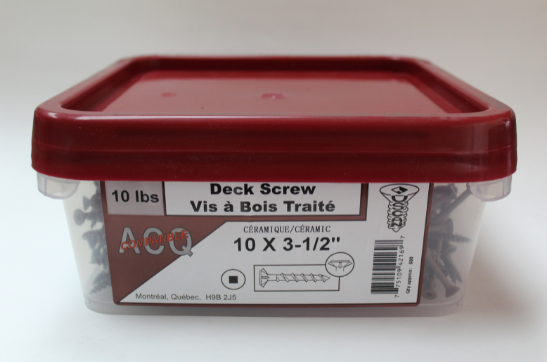 10 lbs
Deck Screw
Vis à Bois Traité
ACQ
CÉRAMIQUE/CÉRAMIC
10 X 3-1/2"
Montréal, Québec, H9B 2J5